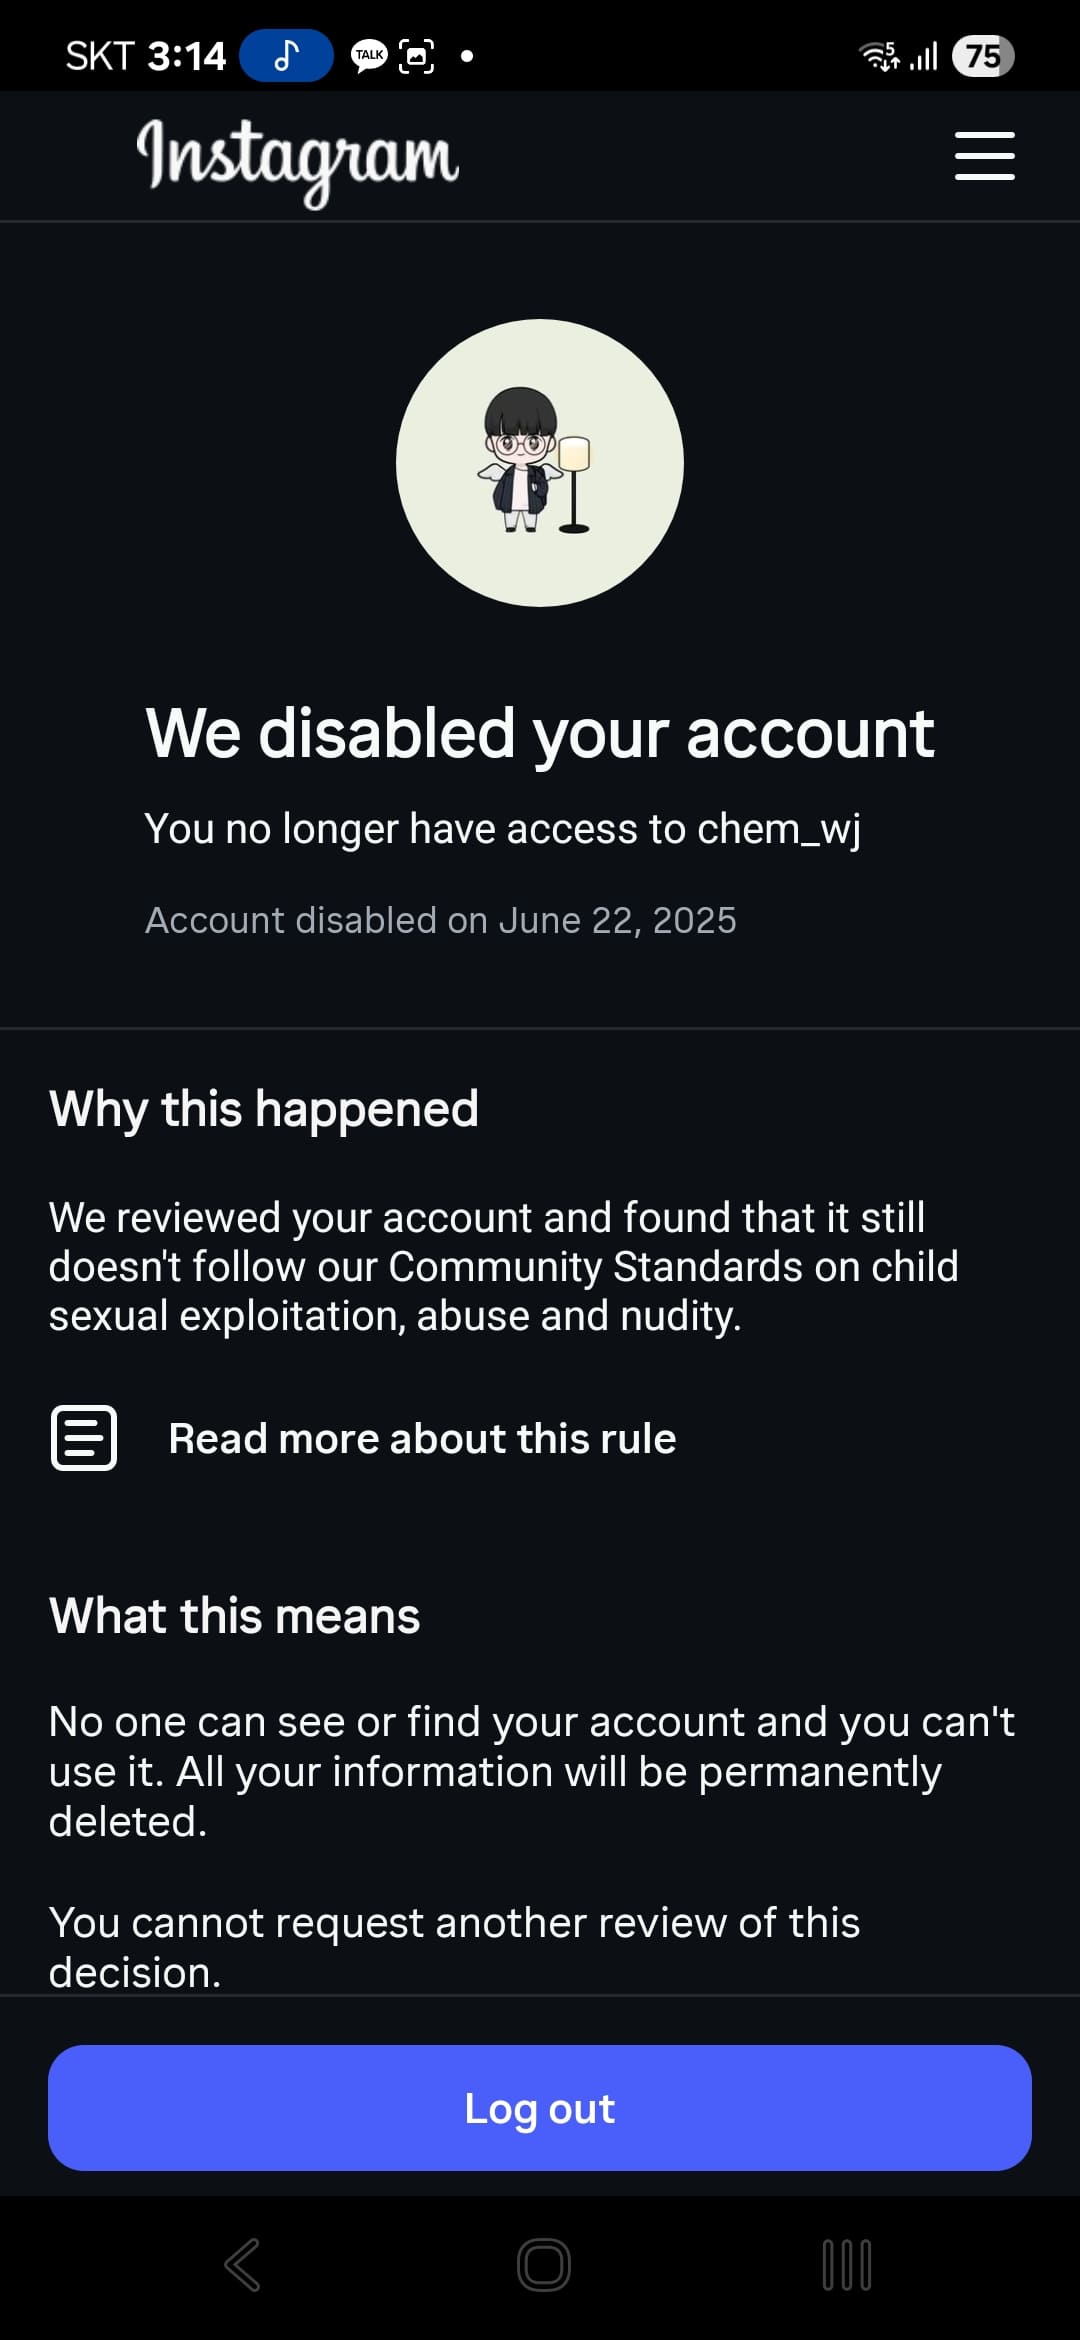 SKT 3:14 TALK 5 75
Instagram
We disabled your account
You no longer have access to chem_wj
Account disabled on June 22, 2025
Why this happened
We reviewed your account and found that it still
doesn't follow our Community Standards on child
sexual exploitation, abuse and nudity.
Read more about this rule
What this means
No one can see or find your account and you can't
use it. All your information will be permanently
deleted.
You cannot request another review of this
decision.
Log out